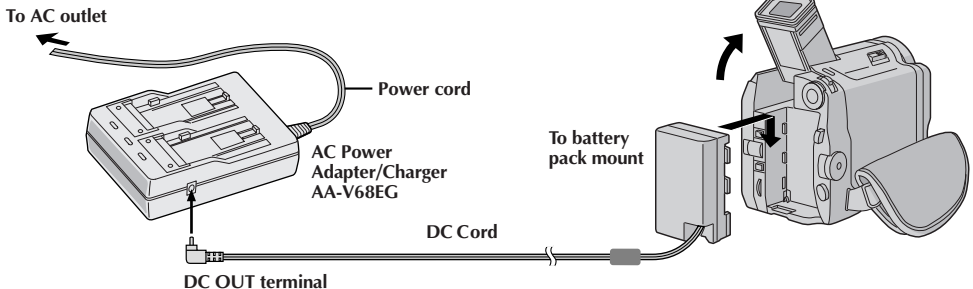 To AC outlet
Power cord
AC Power
Adapter/Charger
AA-V68EG
To battery
pack mount
DC Cord
DC OUT terminal